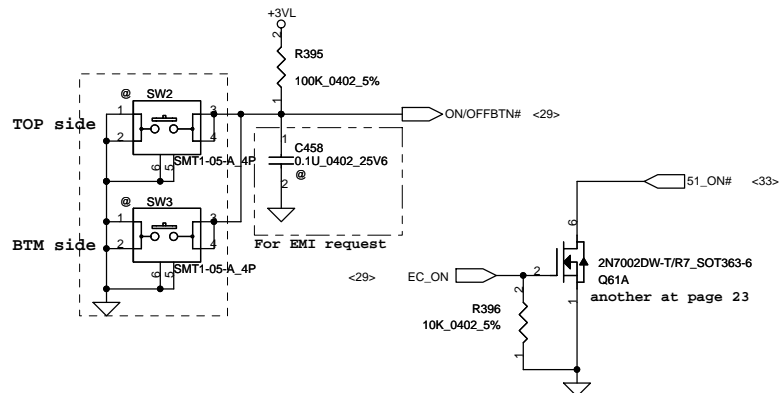 +3VL
2
R395
100K_0402_5%
1
@ SW2
1 3
2 4
6 5
SMT1-05-A_4P
TOP side
ON/OFFBTN# <29>
1
C458
0.1U_0402_25V6
@
2
For EMI request
@ SW3
1 3
2 4
6 5
SMT1-05-A_4P
BTM side
51_ON# <33>
6
<29> EC_ON
2
2N7002DW-T/R7_SOT363-6
Q61A
another at page 23
1
2
R396
10K_0402_5%
1